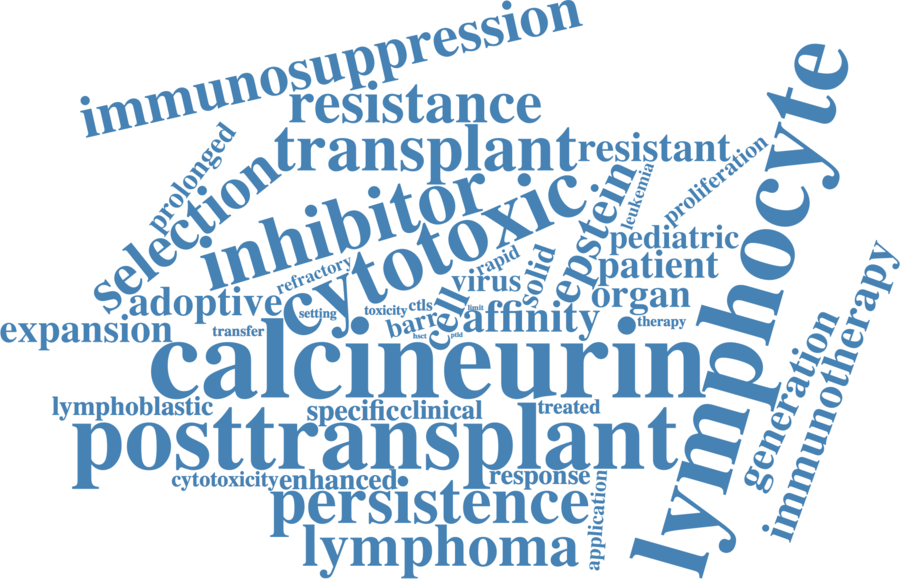 immunosuppression
resistance
lymphocyte
transplant
resistant
prolonged
selection
proliferation
leukemia
inhibitor
cytotoxic
epstein
pediatric
patient
refractory
rapid
solid
virus
organ
adoptive
setting
toxicity
ctls
limit
cell
barr
affinity
therapy
expansion
transfer
hsct
ptld
calcineurin
generation
immunotherapy
lymphoblastic
specific
clinical
treated
posttransplant
cytotoxicity
enhanced
response
application
persistence
lymphoma